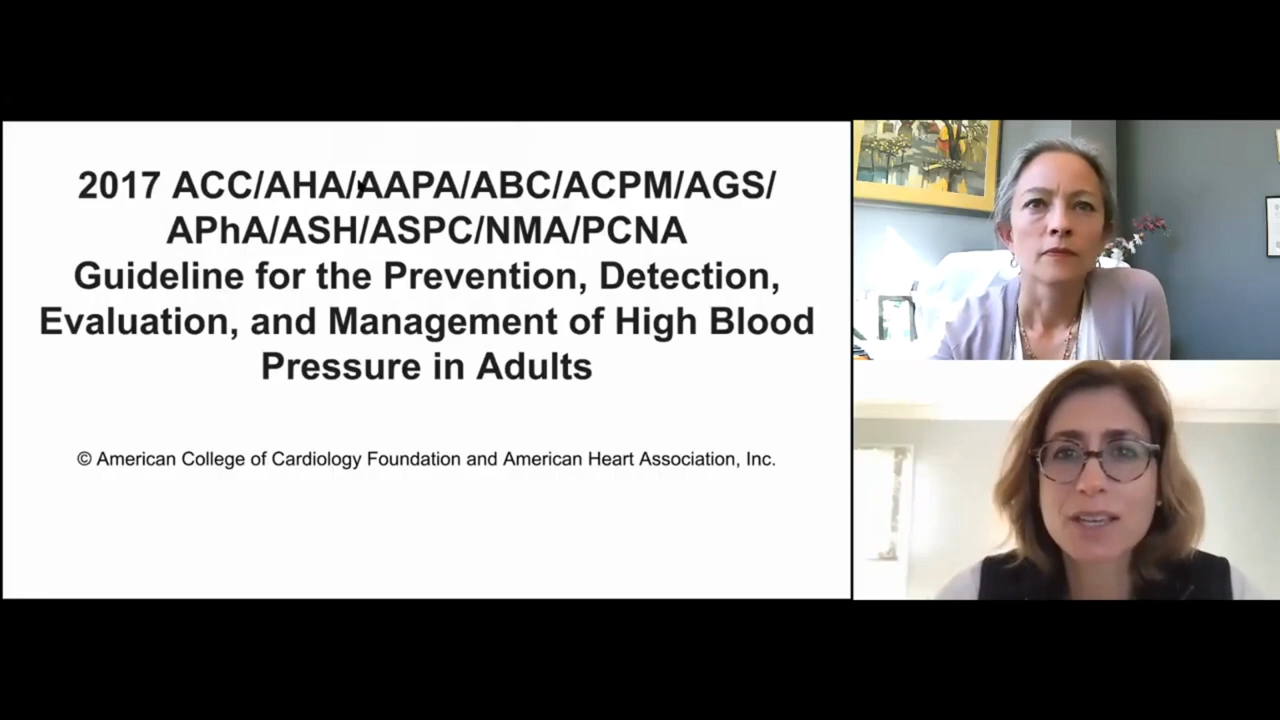 2017 ACC/AHA/AAPA/ABC/ACPM/AGS/
APhA/ASH/ASPC/NMA/PCNA
Guideline for the Prevention, Detection,
Evaluation, and Management of High Blood
Pressure in Adults
© American College of Cardiology Foundation and American Heart Association, Inc.